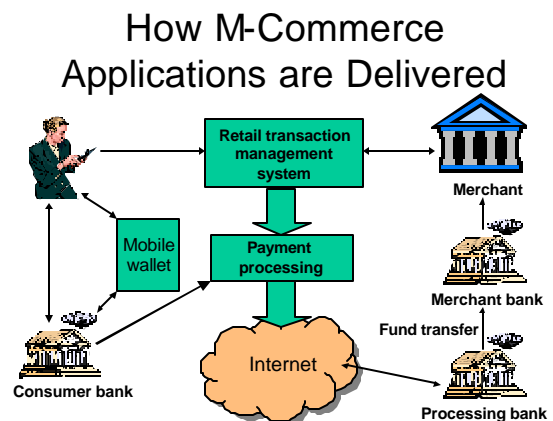 How M-Commerce
Applications are Delivered
Retail transaction
management
system
Merchant
Mobile
wallet
Payment
processing
Merchant bank
Fund transfer
Internet
Consumer bank
Processing bank